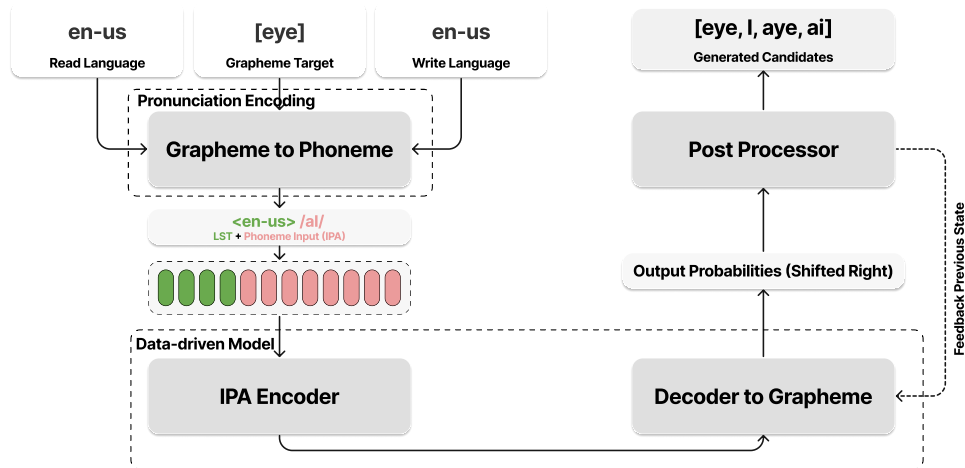 en-us
Read Language
[eye]
Grapheme Target
en-us
Write Language
[eye, I, aye, ai]
Generated Candidates
Pronunciation Encoding
Grapheme to Phoneme
Post Processor
<en-us> /aI/
LST + Phoneme Input (IPA)
Output Probabilities (Shifted Right)
Feedback Previous State
Data-driven Model
IPA Encoder
Decoder to Grapheme